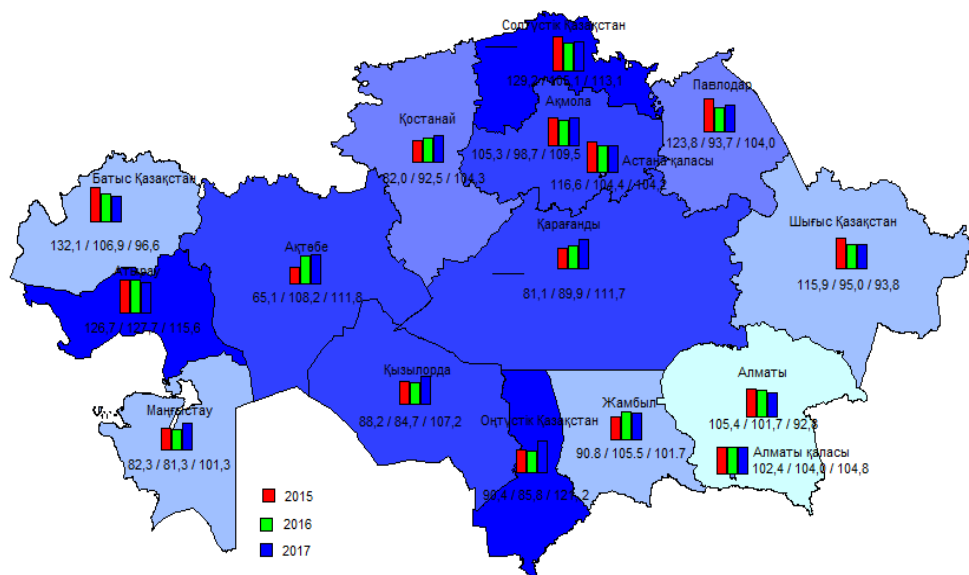 Солтүстік Қазақстан
129,2 / 106,1 / 113,1
Ақмола
105,3 / 98,7 / 109,5
Астана қаласы
116,6 / 104,4 / 104,2
Павлодар
123,8 / 93,7 / 104,0
Қостанай
82,0 / 92,5 / 104,3
Батыс Қазақстан
132,1 / 106,9 / 96,6
Атырау
126,7 / 127,7 / 115,6
Ақтөбе
65,1 / 108,2 / 111,8
Қарағанды
81,1 / 89,9 / 111,7
Шығыс Қазақстан
115,9 / 95,0 / 93,8
Маңғыстау
82,3 / 81,3 / 101,3
Қызылорда
88,2 / 84,7 / 107,2
Оңтүстік Қазақстан
90,4 / 85,8 /
Жамбыл
90.8 / 105.5 / 101.7
Алматы
105,4 / 101,7 / 92,8
Алматы қаласы
102,4 / 104,0 / 104,8
2015
2016
2017